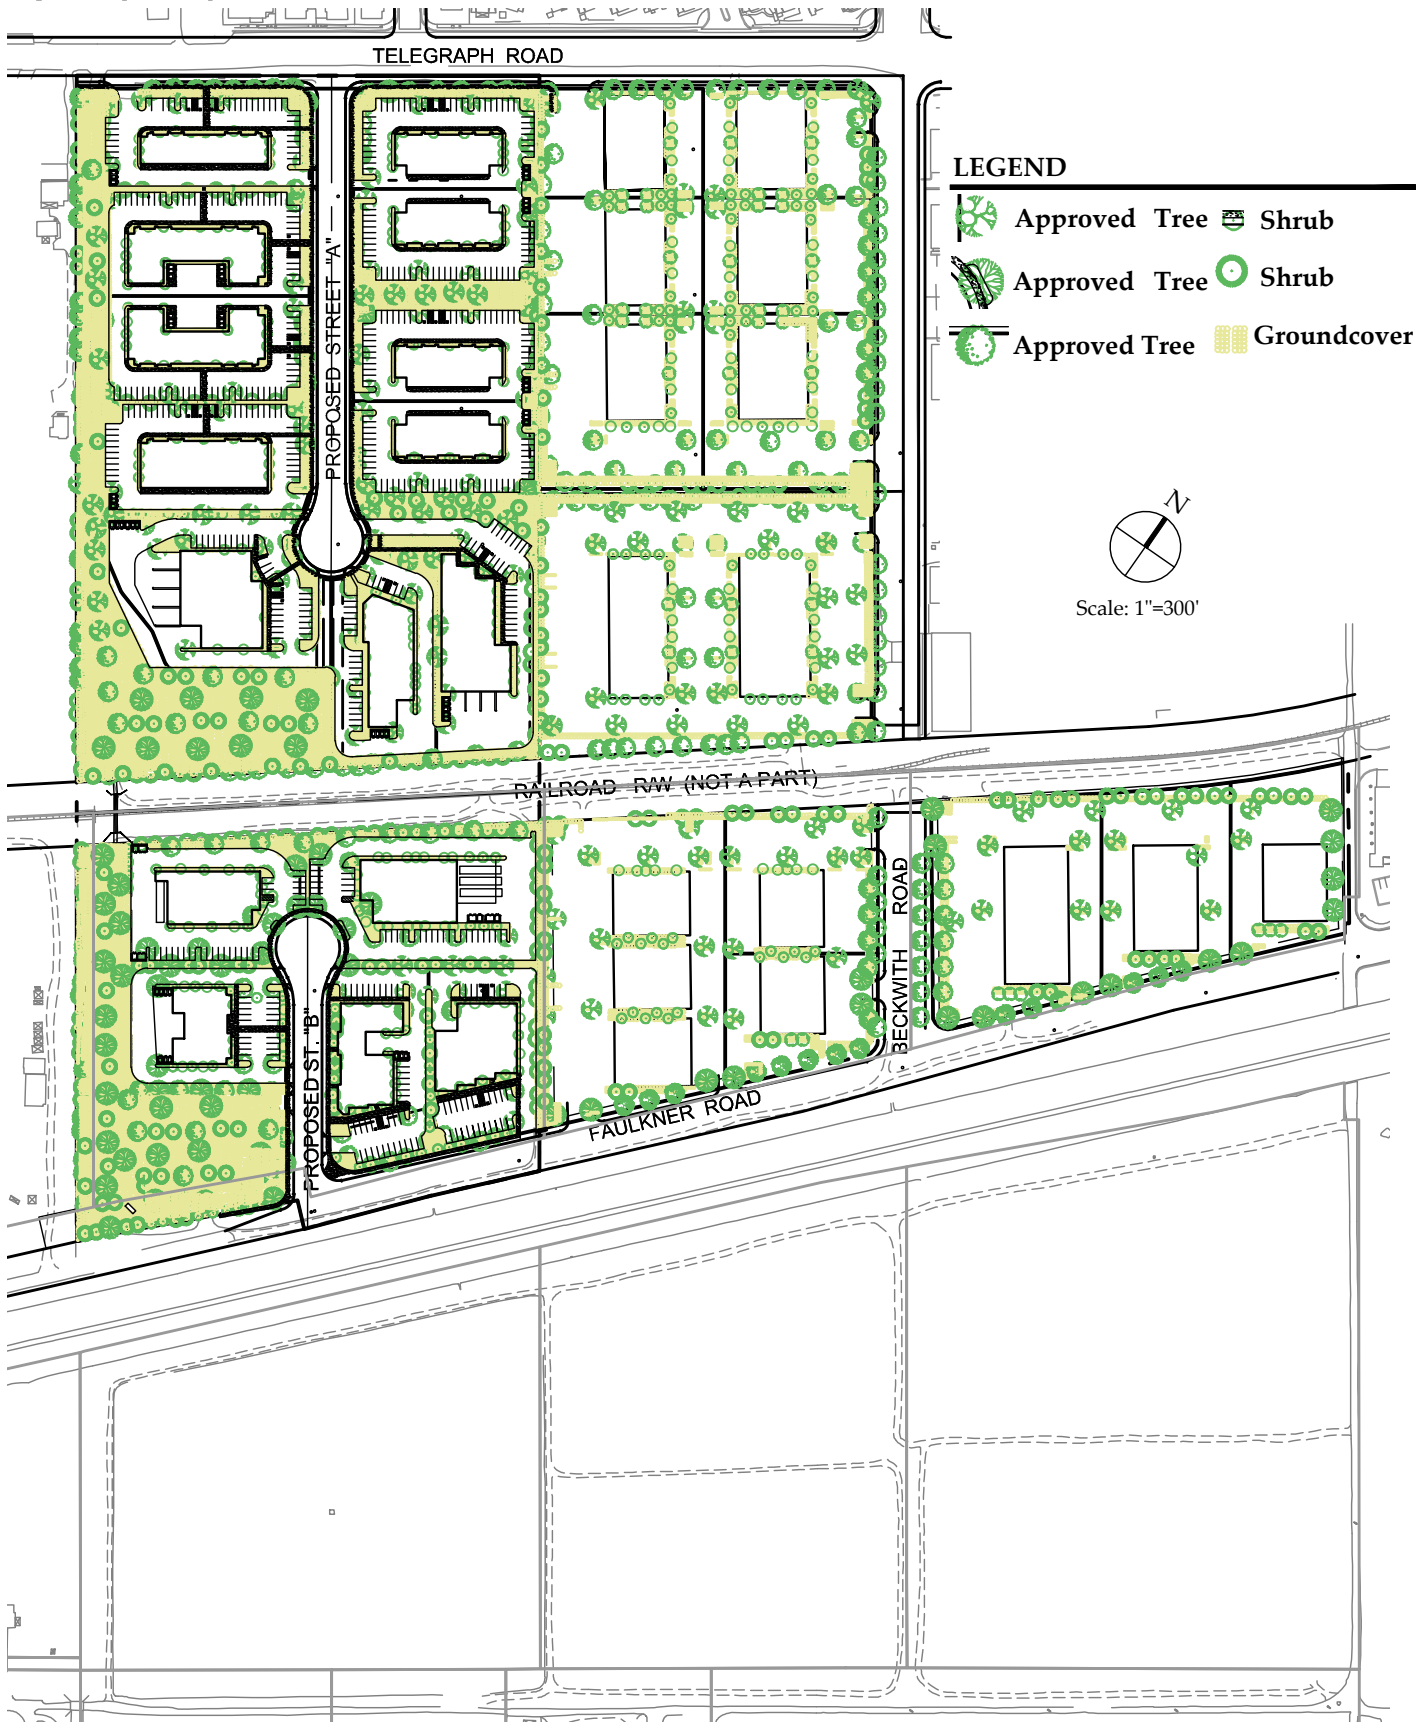 TELEGRAPH ROAD
LEGEND
Approved Tree Shrub
Approved Tree Shrub
Approved Tree Groundcover
PROPOSED STREET "A"
N
Scale: 1"=300'
RAILROAD R/W (NOT A PART)
BECKWITH ROAD
PROPOSED ST. "B"
FAULKNER ROAD